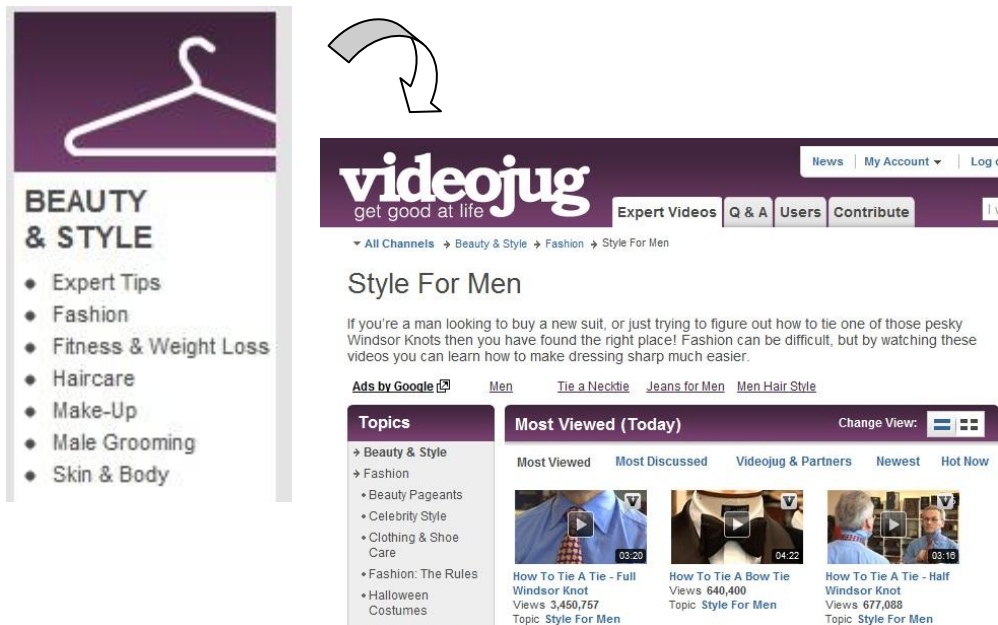 BEAUTY
& STYLE
Expert Tips
Fashion
Fitness & Weight Loss
Haircare
Make-Up
Male Grooming
Skin & Body
videojug
get good at life
News My Account Log
Expert Videos Q & A Users Contribute
All Channels Beauty & Style Fashion Style For Men
Style For Men
If you're a man looking to buy a new suit, or just trying to figure out how to tie one of those pesky
Windsor Knots then you have found the right place! Fashion can be difficult, but by watching these
videos you can learn how to make dressing sharp much easier.
Ads by Google Men Tie a Necktie Jeans for Men Men Hair Style
Topics
Beauty & Style
Fashion
Beauty Pageants
Celebrity Style
Clothing & Shoe
Care
Fashion: The Rules
Halloween
Costumes
Most Viewed (Today) Change View:
Most Viewed Most Discussed Videojug & Partners Newest Hot Now
03:20
How To Tie A Tie - Full
Windsor Knot
Views 3,450,757
Topic Style For Men
04:22
How To Tie A Bow Tie
Views 640,400
Topic Style For Men
03:16
How To Tie A Tie - Half
Windsor Knot
Views 677,088
Topic Style For Men